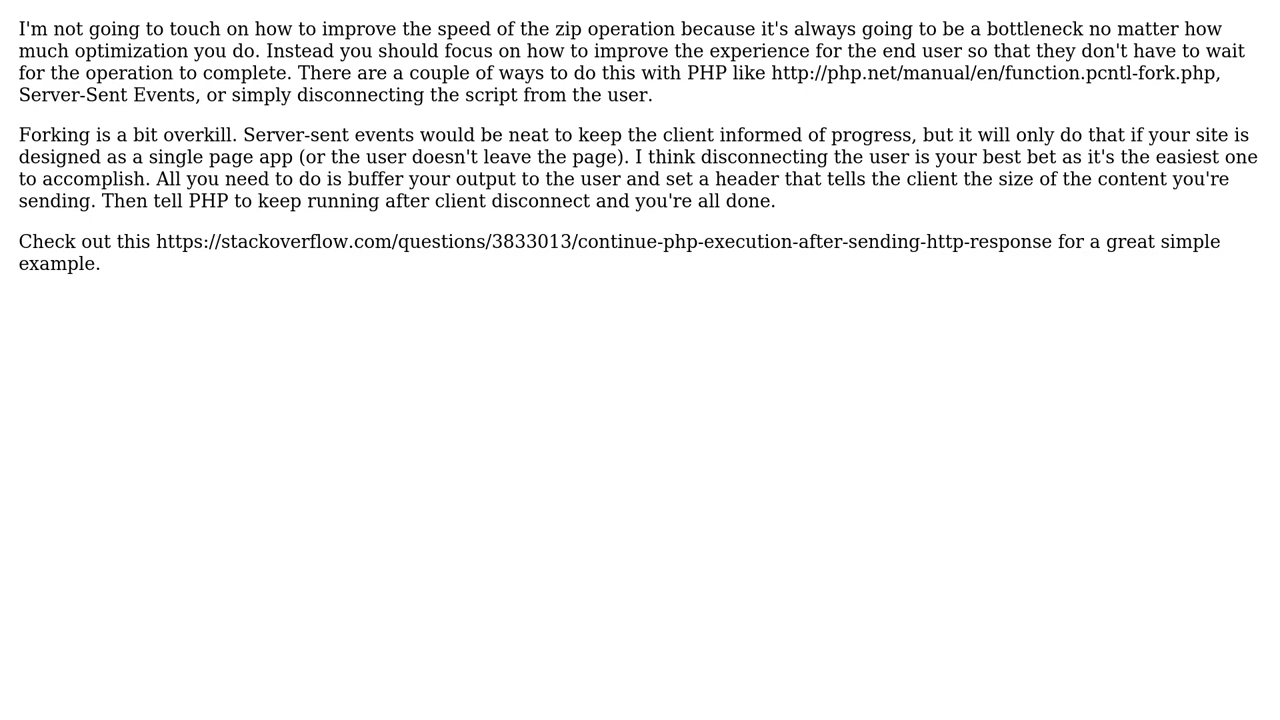 I'm not going to touch on how to improve the speed of the zip operation because it's always going to be a bottleneck no matter how
much optimization you do. Instead you should focus on how to improve the experience for the end user so that they don't have to wait
for the operation to complete. There are a couple of ways to do this with PHP like http://php.net/manual/en/function.pcntl-fork.php,
Server-Sent Events, or simply disconnecting the script from the user.
Forking is a bit overkill. Server-sent events would be neat to keep the client informed of progress, but it will only do that if your site is
designed as a single page app (or the user doesn't leave the page). I think disconnecting the user is your best bet as it's the easiest one
to accomplish. All you need to do is buffer your output to the user and set a header that tells the client the size of the content you're
sending. Then tell PHP to keep running after client disconnect and you're all done.
Check out this https://stackoverflow.com/questions/3833013/continue-php-execution-after-sending-http-response for a great simple
example.